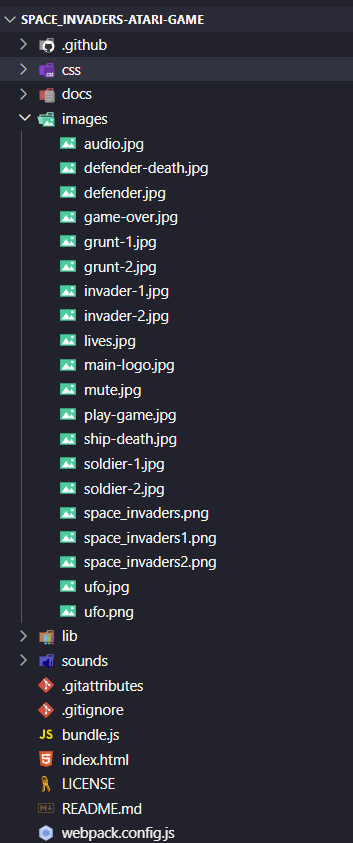 SPACE_INVADERS-ATARI-GAME
.github
css
docs
images
audio.jpg
defender-death.jpg
defender.jpg
game-over.jpg
grunt-1.jpg
grunt-2.jpg
invader-1.jpg
invader-2.jpg
lives.jpg
main-logo.jpg
mute.jpg
play-game.jpg
ship-death.jpg
soldier-1.jpg
soldier-2.jpg
space_invaders.png
space_invaders1.png
space_invaders2.png
ufo.jpg
ufo.png
lib
sounds
.gitattributes
.gitignore
JS bundle.js
index.html
LICENSE
README.md
webpack.config.js